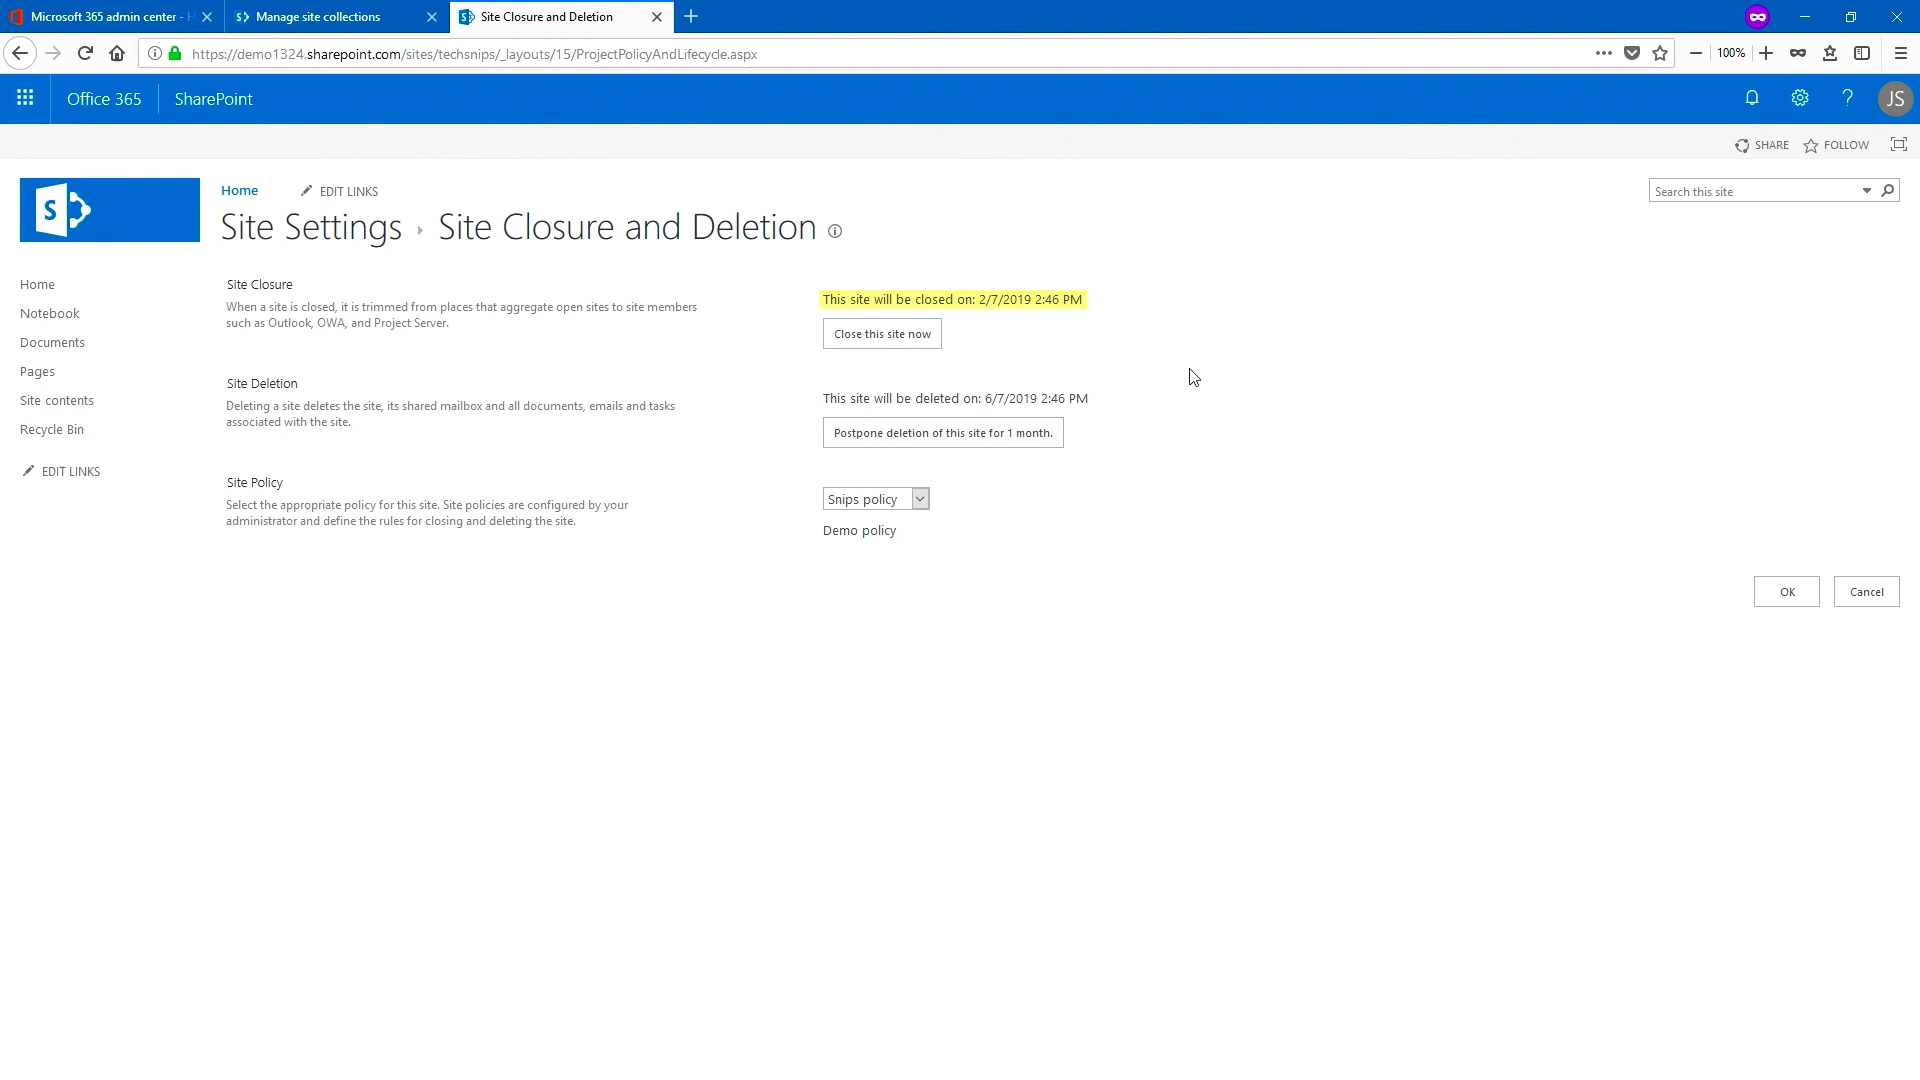 Microsoft 365 admin center -
Manage site collections
Site Closure and Deletion
https://demo1324.sharepoint.com/sites/techsnips/_layouts/15/ProjectPolicyAndLifecycle.aspx
100%
Office 365
SharePoint
?
JS
SHARE
FOLLOW
S
Home
EDIT LINKS
Search this site
Site Settings › Site Closure and Deletion
Home
Notebook
Documents
Pages
Site contents
Recycle Bin
EDIT LINKS
Site Closure
When a site is closed, it is trimmed from places that aggregate open sites to site members
such as Outlook, OWA, and Project Server.
This site will be closed on: 2/7/2019 2:46 PM
Close this site now
Site Deletion
Deleting a site deletes the site, its shared mailbox and all documents, emails and tasks
associated with the site.
This site will be deleted on: 6/7/2019 2:46 PM
Postpone deletion of this site for 1 month.
Site Policy
Select the appropriate policy for this site. Site policies are configured by your
administrator and define the rules for closing and deleting the site.
Snips policy
Demo policy
OK
Cancel